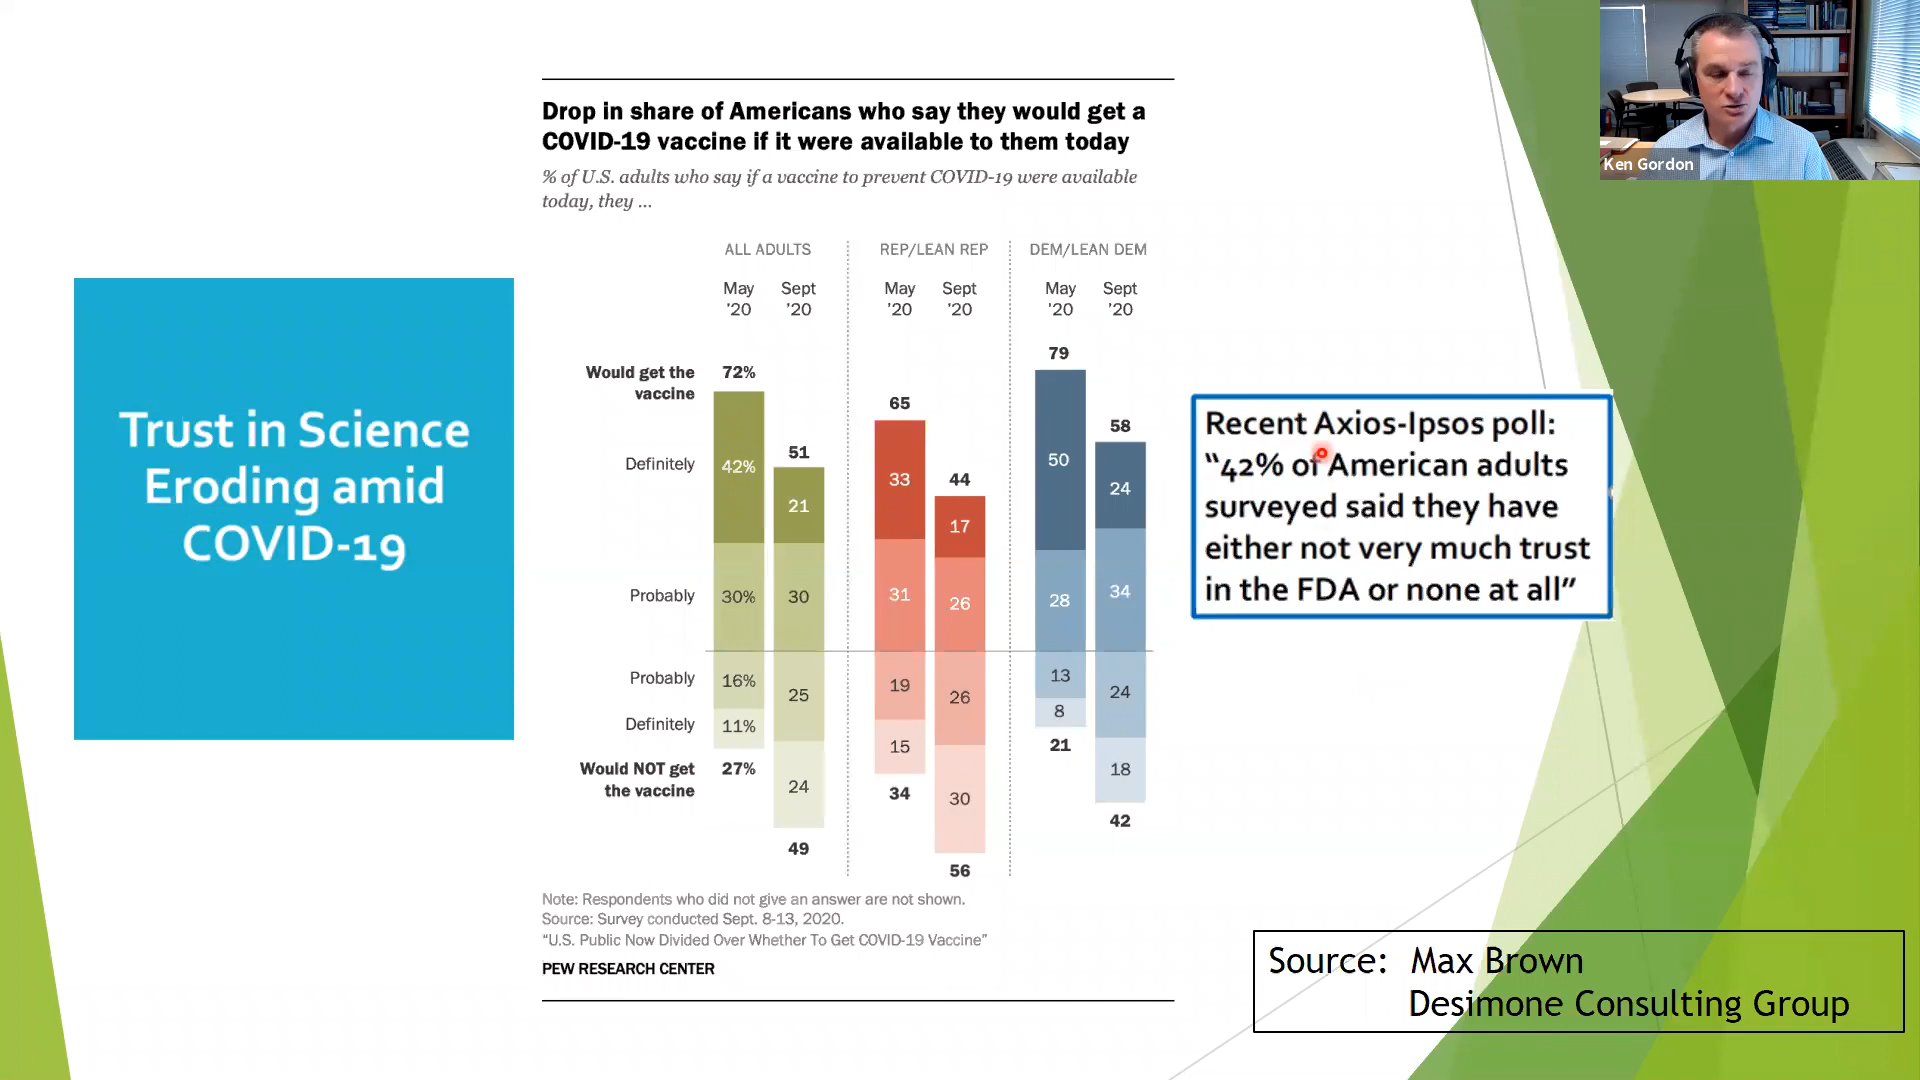 Ken Gordon
Trust in Science
Eroding amid
COVID-19
Drop in share of Americans who say they would get a
COVID-19 vaccine if it were available to them today
% of U.S. adults who say if a vaccine to prevent COVID-19 were available
today, they ...
ALL ADULTS REP/LEAN REP DEM/LEAN DEM
May Sept May Sept May Sept
'20 '20 '20 '20 '20 '20
Would get the
vaccine
72% 51 65 44 79 58
Definitely 42% 21 33 17 50 24
Probably 30% 30 31 26 28 34
Probably 16% 25 19 26 13 24
Definitely 11% 24 15 30 8 18
Would NOT get
the vaccine
27% 49 34 56 21 42
Note: Respondents who did not give an answer are not shown.
Source: Survey conducted Sept. 8-13, 2020.
“U.S. Public Now Divided Over Whether To Get COVID-19 Vaccine”
PEW RESEARCH CENTER
Recent Axios-Ipsos poll:
“42% of American adults
surveyed said they have
either not very much trust
in the FDA or none at all”
Source: Max Brown
Desimone Consulting Group